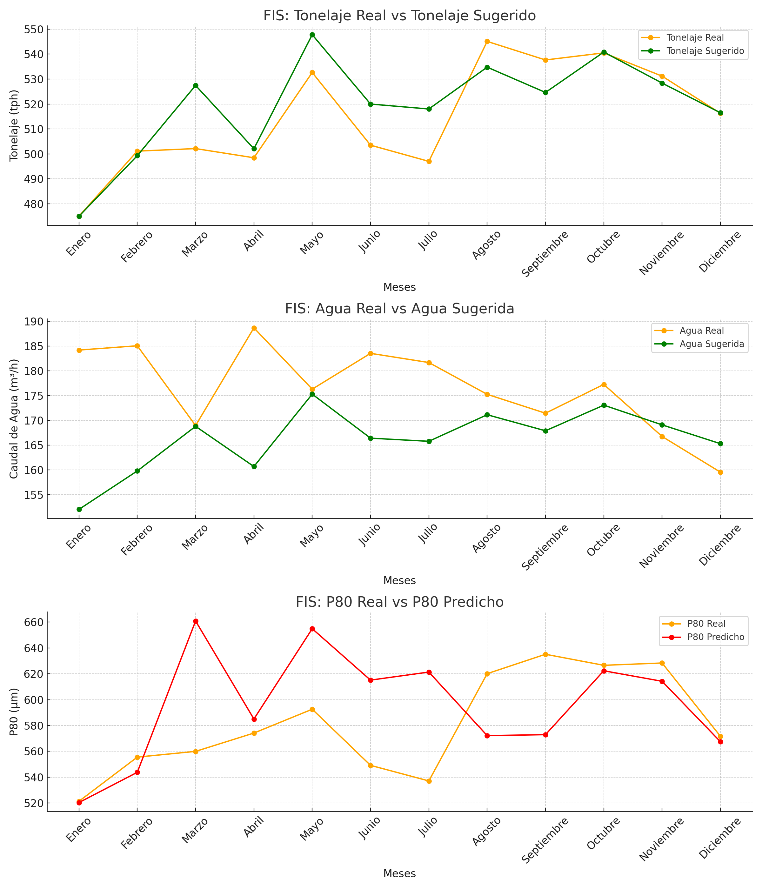 FIS: Tonelaje Real vs Tonelaje Sugerido
Tonelaje Real
Tonelaje Sugerido
Tonelaje (tph)
550
540
530
520
510
500
490
480
Enero
Febrero
Marzo
Abril
Mayo
Junio
Julio
Agosto
Septiembre
Octubre
Noviembre
Diciembre
Meses
FIS: Agua Real vs Agua Sugerida
Agua Real
Agua Sugerida
Caudal de Agua (m³/h)
190
185
180
175
170
165
160
155
Enero
Febrero
Marzo
Abril
Mayo
Junio
Julio
Agosto
Septiembre
Octubre
Noviembre
Diciembre
Meses
FIS: P80 Real vs P80 Predicho
P80 Real
P80 Predicho
P80 (μm)
660
640
620
600
580
560
540
520
Enero
Febrero
Marzo
Abril
Mayo
Junio
Julio
Agosto
Septiembre
Octubre
Noviembre
Diciembre
Meses